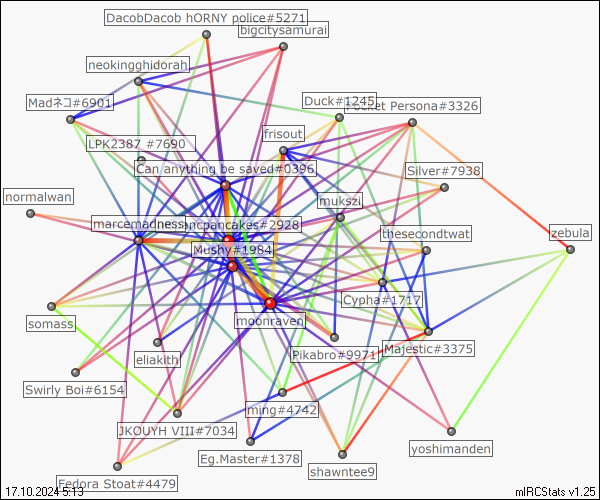 DacobDacob hORNY police#5271
bigcitysamurai
neokingghidorah
Madネコ#6901
Duck#1245
Pocket Persona#3326
frisout
LPK2387 #7690
Can anything be saved#0396
Silver#7938
normalwan
mukszi
marcemadness
ncpancakes#2928
thesecondtwat
zebula
Mushy#1984
Cypha#1717
somass
moonraven
eliakith
Pikabro#9971
Majestic#3375
Swirly Boi#6154
ming#4742
JKOUYH VIII#7034
yoshimanden
Eg.Master#1378
shawntee9
Fedora Stoat#4479
17.10.2024 5:13
mIRCStats v1.25